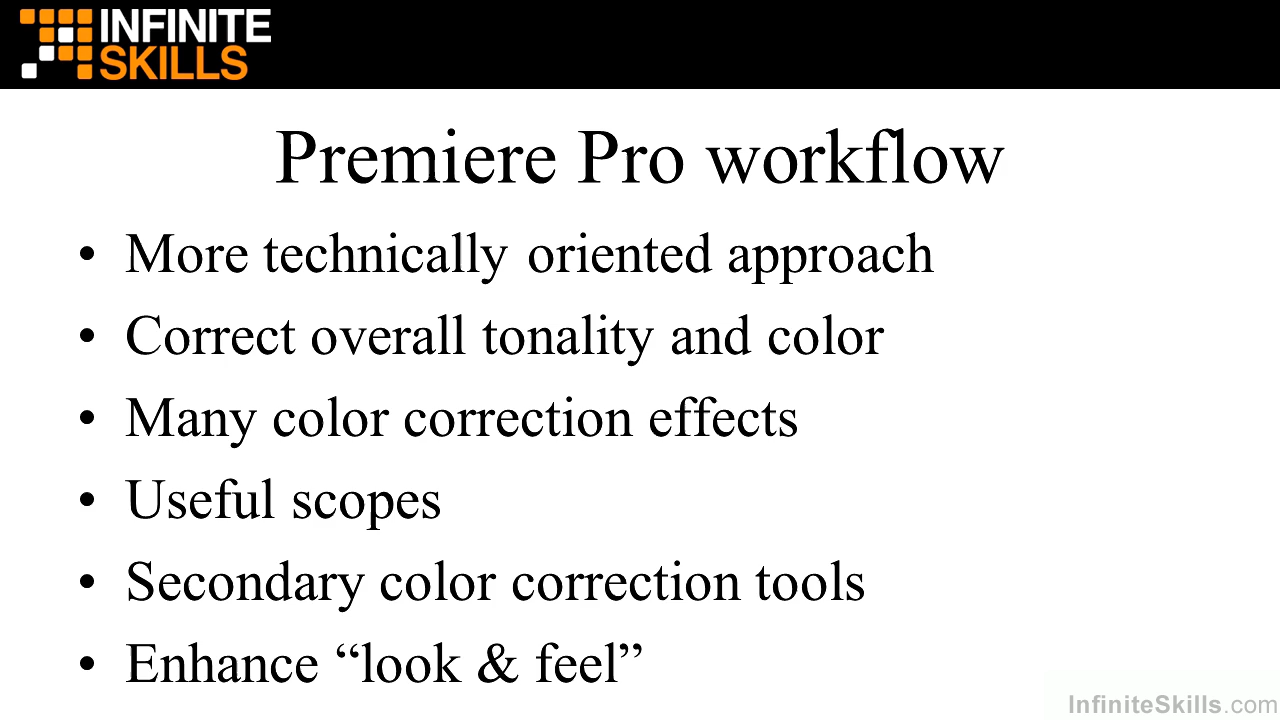 INFINITE
SKILLS
Premiere Pro workflow
• More technically oriented approach
• Correct overall tonality and color
• Many color correction effects
• Useful scopes
• Secondary color correction tools
• Enhance “look & feel”
InfiniteSkills.com